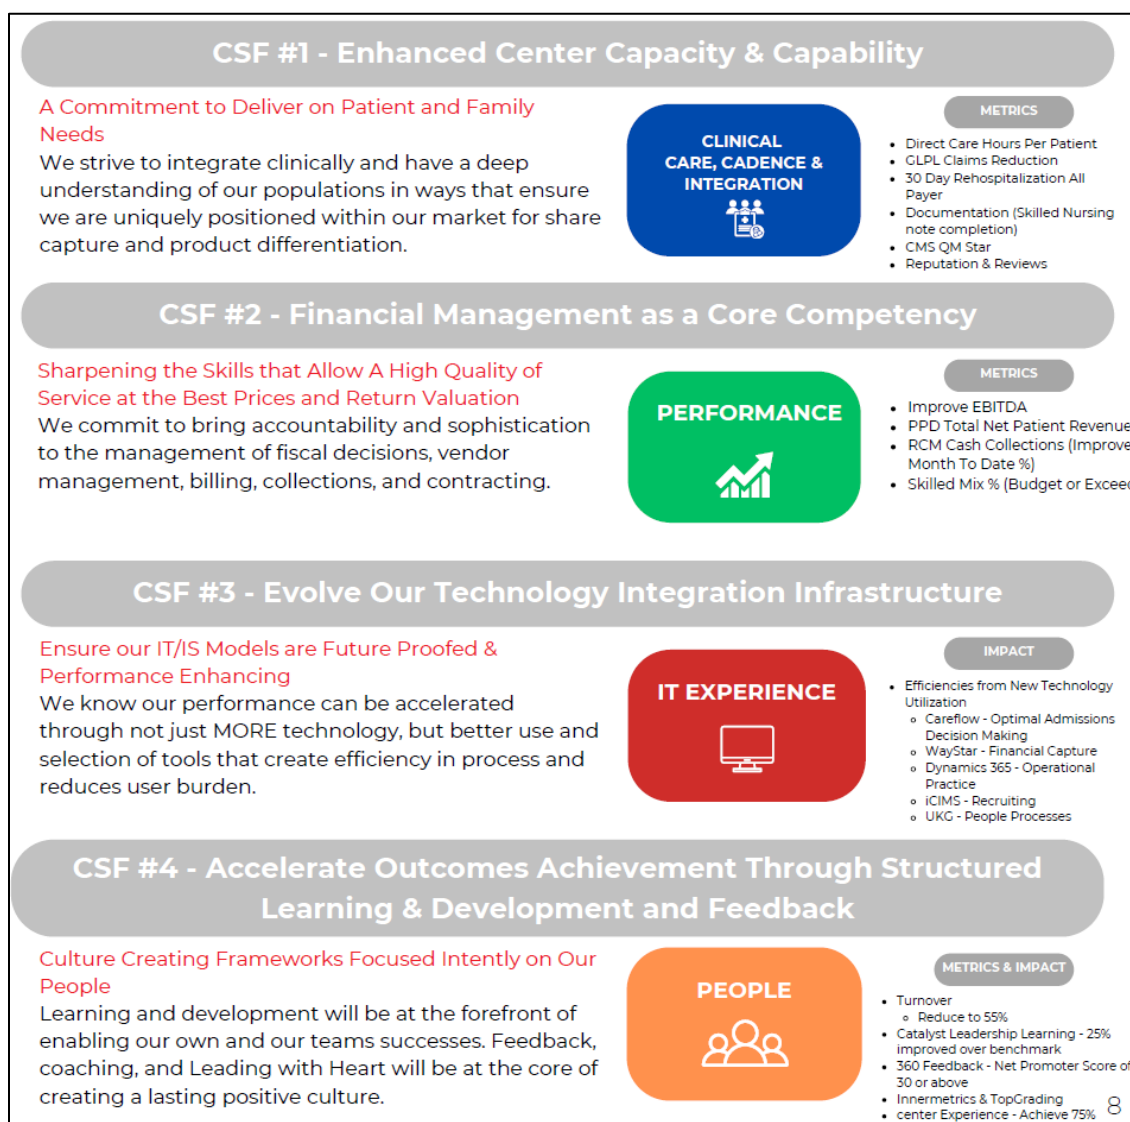 CSF #1 - Enhanced Center Capacity & Capability
A Commitment to Deliver on Patient and Family
Needs
We strive to integrate clinically and have a deep
understanding of our populations in ways that ensure
we are uniquely positioned within our market for share
capture and product differentiation.
CLINICAL
CARE, CADENCE &
INTEGRATION
METRICS
• Direct Care Hours Per Patient
• GLPL Claims Reduction
• 30 Day Rehospitalization All
Payer
• Documentation (Skilled Nursing
note completion)
• CMS QM Star
• Reputation & Reviews
CSF #2 - Financial Management as a Core Competency
Sharpening the Skills that Allow A High Quality of
Service at the Best Prices and Return Valuation
We commit to bring accountability and sophistication
to the management of fiscal decisions, vendor
management, billing, collections, and contracting.
PERFORMANCE
METRICS
• Improve EBITDA
• PPD Total Net Patient Revenue
• RCM Cash Collections (Improve
Month To Date %)
• Skilled Mix % (Budget or Exceed
CSF #3 - Evolve Our Technology Integration Infrastructure
Ensure our IT/IS Models are Future Proofed &
Performance Enhancing
We know our performance can be accelerated
through not just MORE technology, but better use and
selection of tools that create efficiency in process and
reduces user burden.
IT EXPERIENCE
IMPACT
• Efficiencies from New Technology
Utilization
○ Careflow - Optimal Admissions
Decision Making
○ WayStar - Financial Capture
○ Dynamics 365 - Operational
Practice
○ iCIMS - Recruiting
○ UKG - People Processes
CSF #4 - Accelerate Outcomes Achievement Through Structured
Learning & Development and Feedback
Culture Creating Frameworks Focused Intently on Our
People
Learning and development will be at the forefront of
enabling our own and our teams successes. Feedback,
coaching, and Leading with Heart will be at the core of
creating a lasting positive culture.
PEOPLE
METRICS & IMPACT
• Turnover
○ Reduce to 55%
• Catalyst Leadership Learning - 25%
improved over benchmark
• 360 Feedback - Net Promoter Score of
30 or above
• Innermetrics & TopGrading
• center Experience - Achieve 75%
8